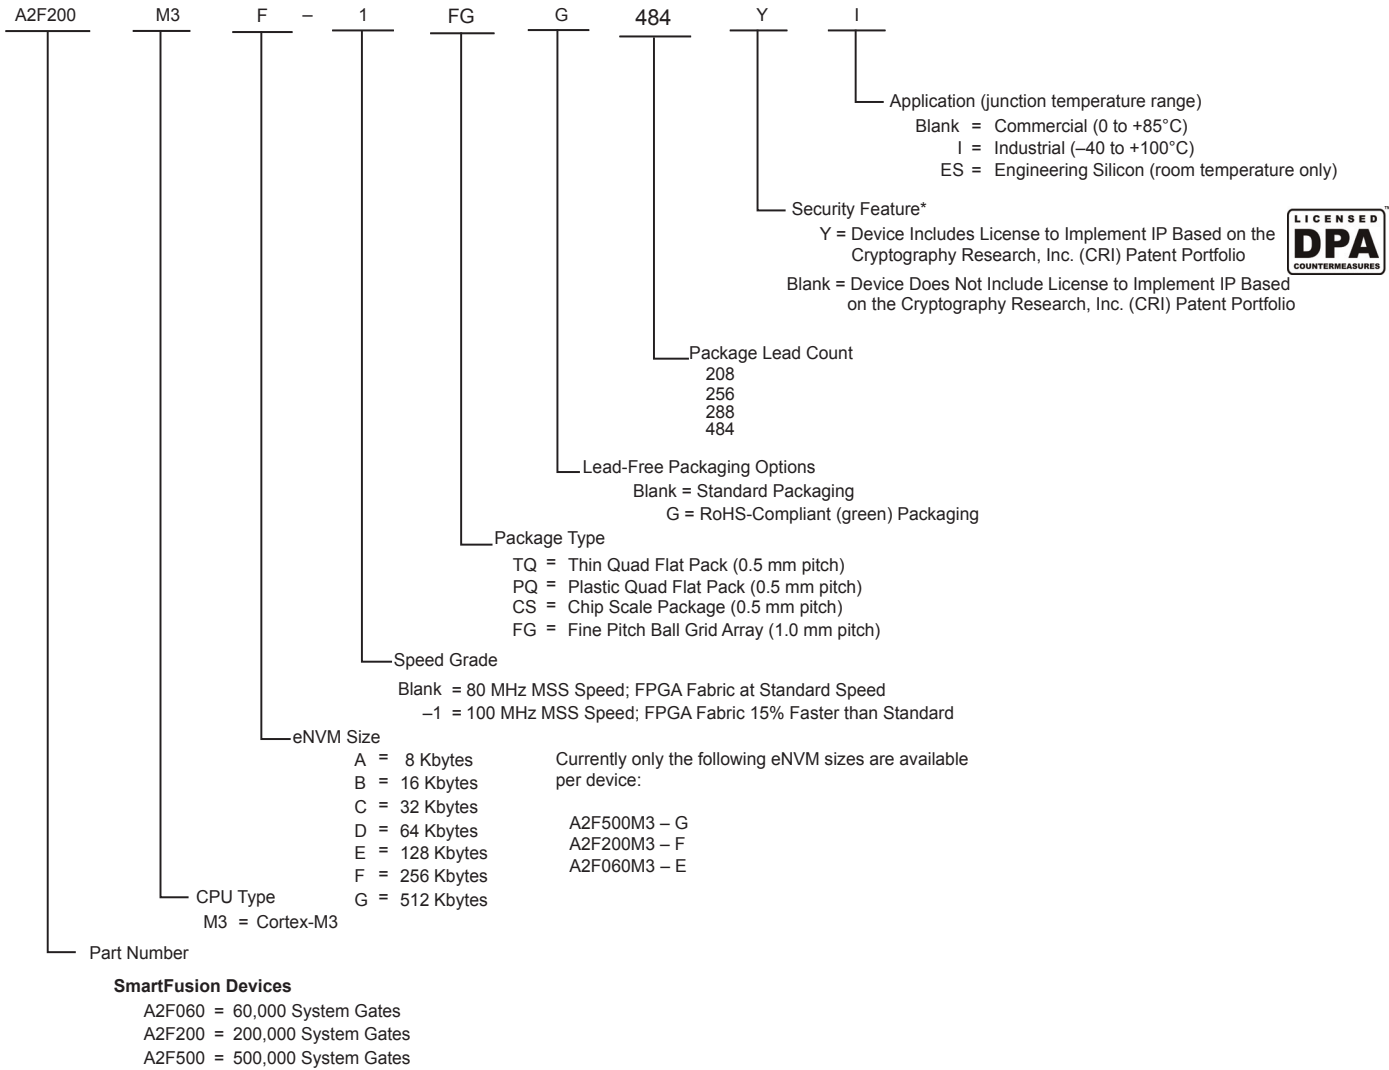 A2F200 M3 F – 1 FG G 484 Y I
Application (junction temperature range)
Blank = Commercial (0 to +85°C)
I = Industrial (–40 to +100°C)
ES = Engineering Silicon (room temperature only)
Security Feature*
Y = Device Includes License to Implement IP Based on the
Cryptography Research, Inc. (CRI) Patent Portfolio
Blank = Device Does Not Include License to Implement IP Based
on the Cryptography Research, Inc. (CRI) Patent Portfolio
LICENSED
DPA
COUNTERMEASURES
™
Package Lead Count
208
256
288
484
Lead-Free Packaging Options
Blank = Standard Packaging
G = RoHS-Compliant (green) Packaging
Package Type
TQ = Thin Quad Flat Pack (0.5 mm pitch)
PQ = Plastic Quad Flat Pack (0.5 mm pitch)
CS = Chip Scale Package (0.5 mm pitch)
FG = Fine Pitch Ball Grid Array (1.0 mm pitch)
Speed Grade
Blank = 80 MHz MSS Speed; FPGA Fabric at Standard Speed
–1 = 100 MHz MSS Speed; FPGA Fabric 15% Faster than Standard
eNVM Size
A = 8 Kbytes
B = 16 Kbytes
C = 32 Kbytes
D = 64 Kbytes
E = 128 Kbytes
F = 256 Kbytes
G = 512 Kbytes
Currently only the following eNVM sizes are available
per device:
A2F500M3 – G
A2F200M3 – F
A2F060M3 – E
CPU Type
M3 = Cortex-M3
Part Number
SmartFusion Devices
A2F060 = 60,000 System Gates
A2F200 = 200,000 System Gates
A2F500 = 500,000 System Gates